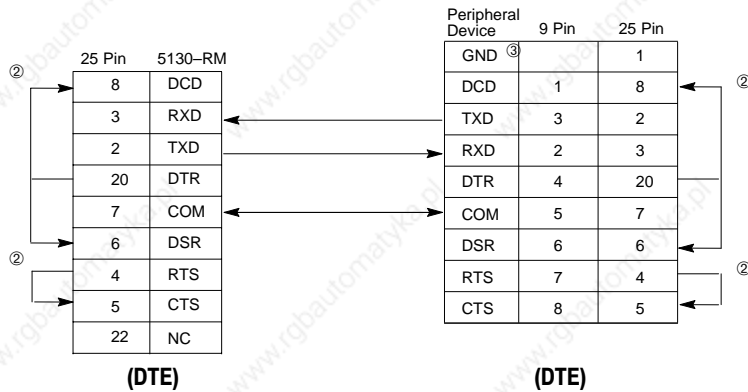 Peripheral
Device 9 Pin 25 Pin
25 Pin 5130–RM
GND ③ 1
DCD 1 8
TXD 3 2
RXD 2 3
DTR 4 20
COM 5 7
DSR 6 6
RTS 7 4
CTS 8 5
②
②
8 DCD
3 RXD
2 TXD
20 DTR
7 COM
6 DSR
4 RTS
5 CTS
22 NC
②
②
(DTE)
(DTE)
www.rgbautomatyka.pl